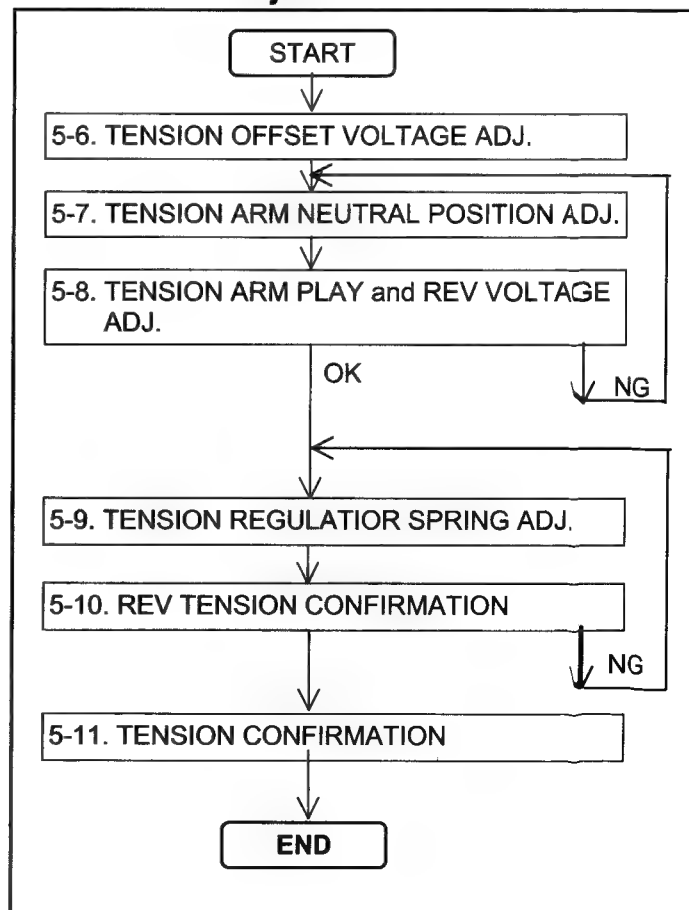 START
5-6. TENSION OFFSET VOLTAGE ADJ.
5-7. TENSION ARM NEUTRAL POSITION ADJ.
5-8. TENSION ARM PLAY and REV VOLTAGE
ADJ.
OK
NG
5-9. TENSION REGULATIOR SPRING ADJ.
5-10. REV TENSION CONFIRMATION
NG
5-11. TENSION CONFIRMATION
END